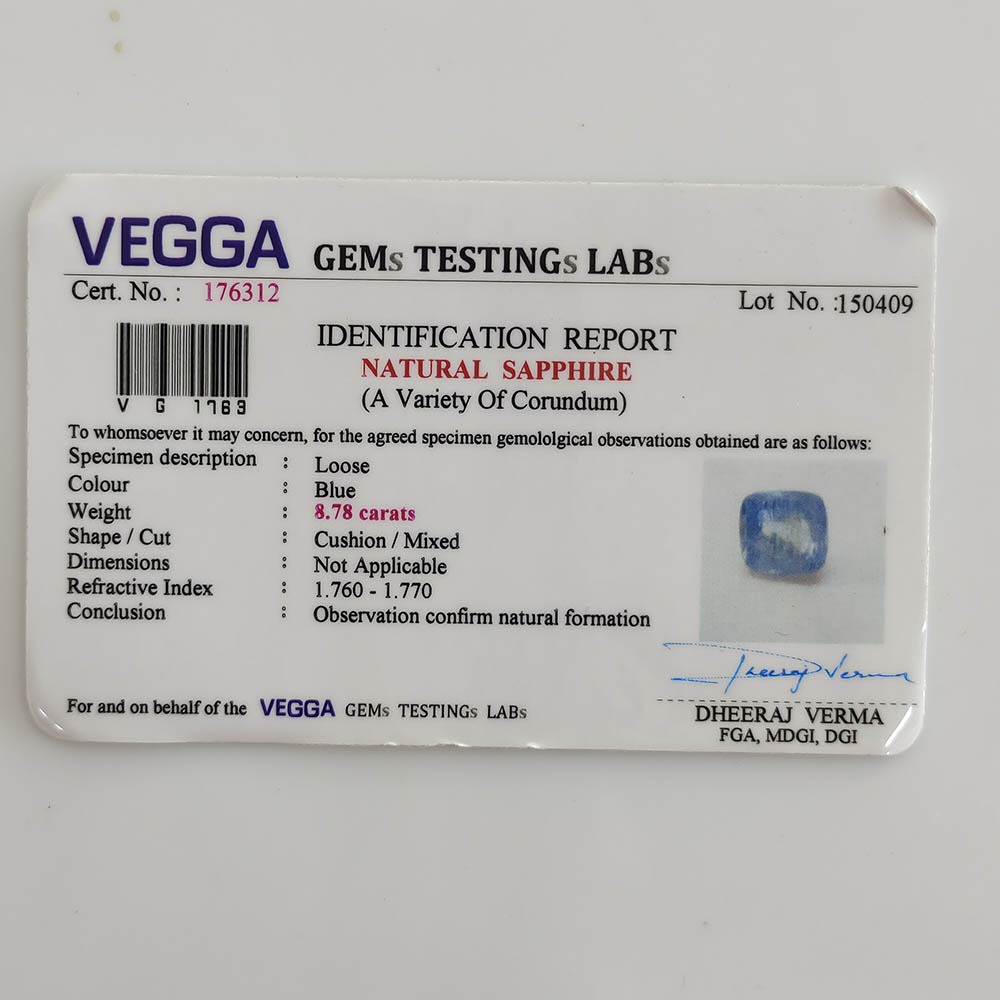 VEGGA GEMs TESTINGs LABs
Cert. No. : 176312
Lot No. :150409
IDENTIFICATION REPORT
NATURAL SAPPHIRE
(A Variety Of Corundum)
V G 1763
To whomsoever it may concern, for the agreed specimen gemololgical observations obtained are as follows:
Specimen description : Loose
Colour : Blue
Weight : 8.78 carats
Shape / Cut : Cushion / Mixed
Dimensions : Not Applicable
Refractive Index : 1.760 - 1.770
Conclusion : Observation confirm natural formation
Dheeraj Verma
For and on behalf of the VEGGA GEMs TESTINGs LABs
DHEERAJ VERMA
FGA, MDGI, DGI